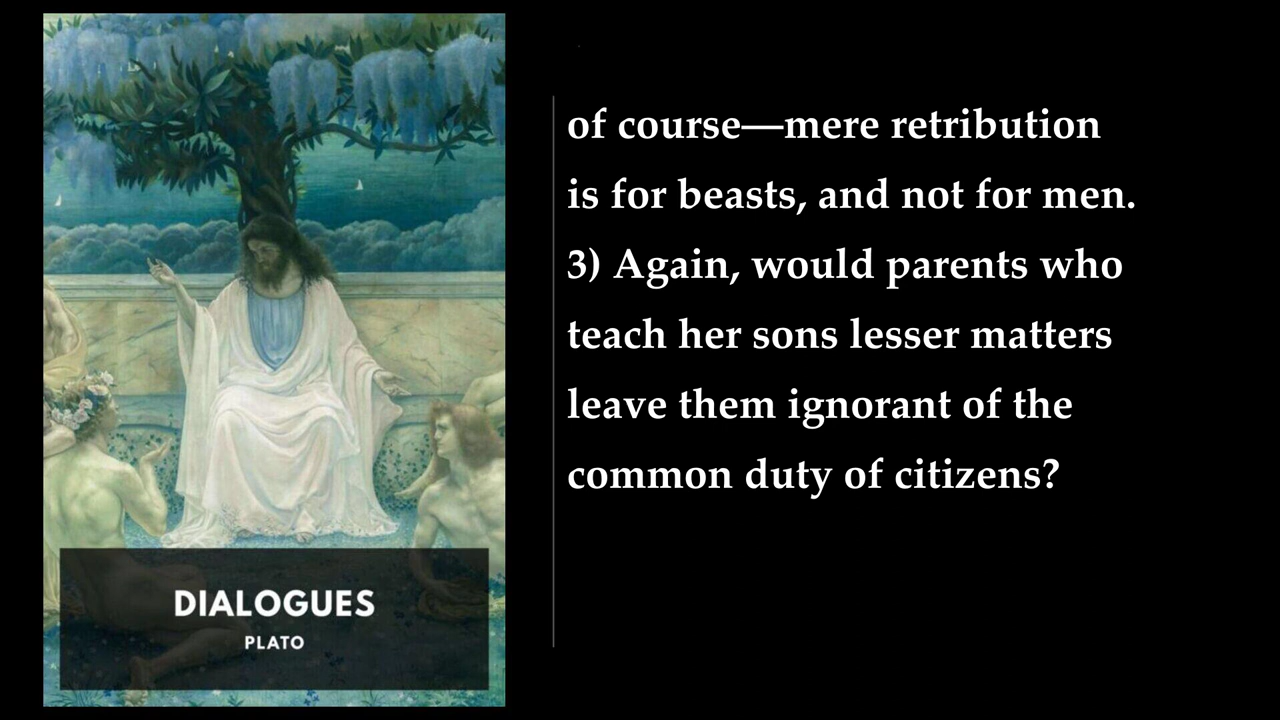 DIALOGUES
PLATO
of course—mere retribution
is for beasts, and not for men.
3) Again, would parents who
teach her sons lesser matters
leave them ignorant of the
common duty of citizens?